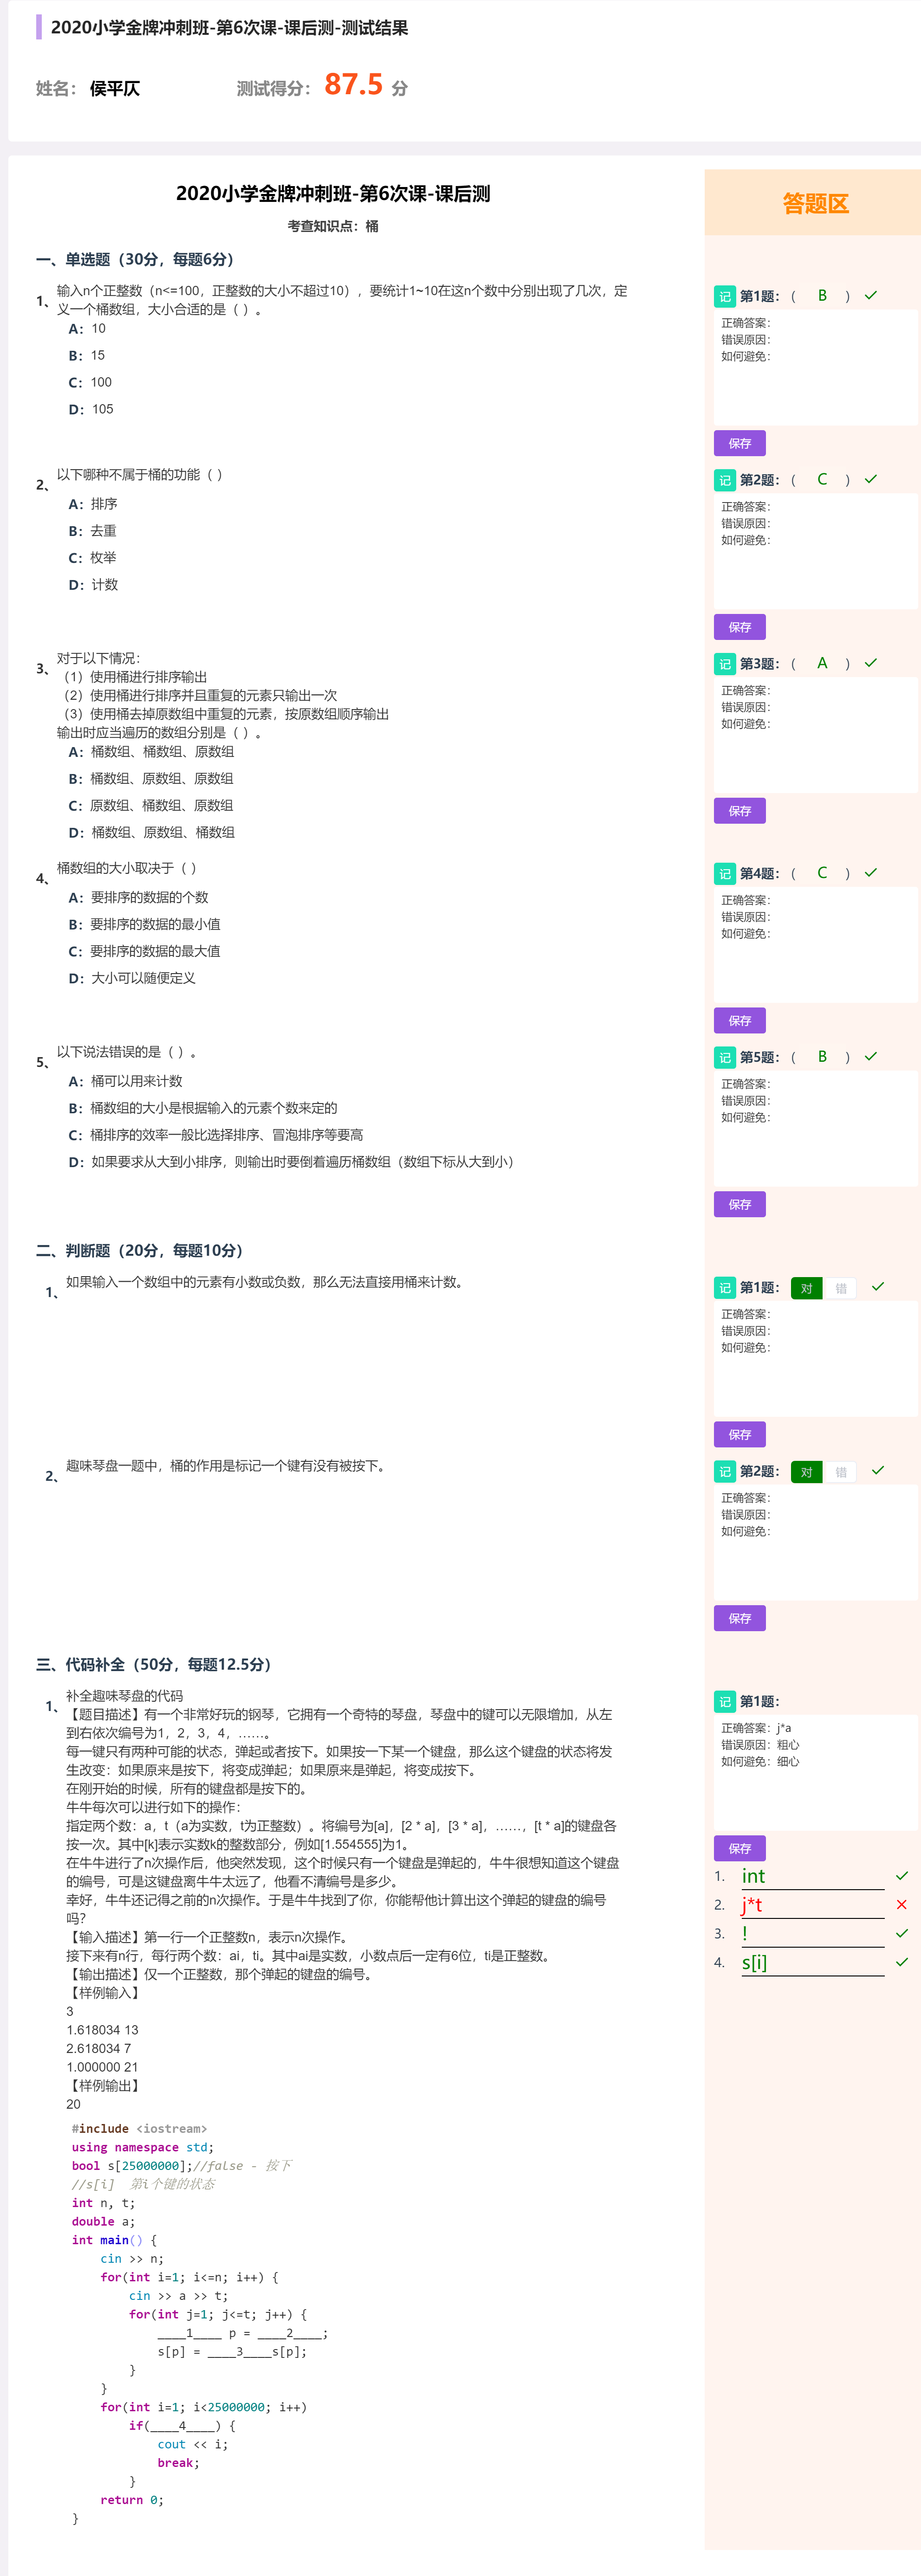 2020小学金牌冲刺班-第6次课-课后测-测试结果
姓名： 侯平仄 测试得分： 87.5 分
2020小学金牌冲刺班-第6次课-课后测
考查知识点：桶
答题区
一、单选题（30分，每题6分）
1、
输入n个正整数（n<=100，正整数的大小不超过10），要统计1~10在这n个数中分别出现了几次，定
义一个桶数组，大小合适的是（ ）。
A：10
B：15
C：100
D：105
记 第1题：（ B ）
正确答案：
错误原因：
如何避免：
保存
2、
以下哪种不属于桶的功能（ ）
A：排序
B：去重
C：枚举
D：计数
记 第2题：（ C ）
正确答案：
错误原因：
如何避免：
保存
3、
对于以下情况：
（1）使用桶进行排序输出
（2）使用桶进行排序并且重复的元素只输出一次
（3）使用桶去掉原数组中重复的元素，按原数组顺序输出
输出时应当遍历的数组分别是（ ）。
A：桶数组、桶数组、原数组
B：桶数组、原数组、原数组
C：原数组、桶数组、原数组
D：桶数组、原数组、桶数组
记 第3题：（ A ）
正确答案：
错误原因：
如何避免：
保存
4、
桶数组的大小取决于（ ）
A：要排序的数据的个数
B：要排序的数据的最小值
C：要排序的数据的最大值
D：大小可以随便定义
记 第4题：（ C ）
正确答案：
错误原因：
如何避免：
保存
5、
以下说法错误的是（ ）。
A：桶可以用来计数
B：桶数组的大小是根据输入的元素个数来定的
C：桶排序的效率一般比选择排序、冒泡排序等要高
D：如果要求从大到小排序，则输出时要倒着遍历桶数组（数组下标从大到小）
记 第5题：（ B ）
正确答案：
错误原因：
如何避免：
保存
二、判断题（20分，每题10分）
1、
如果输入一个数组中的元素有小数或负数，那么无法直接用桶来计数。
记 第1题： 对 错
正确答案：
错误原因：
如何避免：
保存
2、
趣味琴盘一题中，桶的作用是标记一个键有没有被按下。
记 第2题： 对 错
正确答案：
错误原因：
如何避免：
保存
三、代码补全（50分，每题12.5分）
1、
补全趣味琴盘的代码
【题目描述】有一个非常好玩的钢琴，它拥有一个奇特的琴盘，琴盘中的键可以无限增加，从左
到右依次编号为1，2，3，4，……。
每一键只有两种可能的状态，弹起或者按下。如果按一下某一个键盘，那么这个键盘的状态将发
生改变：如果原来是按下，将变成弹起；如果原来是弹起，将变成按下。
在刚开始的时候，所有的键盘都是按下的。
牛牛每次可以进行如下的操作：
指定两个数：a，t（a为实数，t为正整数）。将编号为[a]，[2 * a]，[3 * a]，……，[t * a]的键盘各
按一次。其中[k]表示实数k的整数部分，例如[1.554555]为1。
在牛牛进行了n次操作后，他突然发现，这个时候只有一个键盘是弹起的，牛牛很想知道这个键盘
的编号，可是这键盘离牛牛太远了，他看不清编号是多少。
幸好，牛牛还记得之前的n次操作。于是牛牛找到了你，你能帮他计算出这个弹起的键盘的编号
吗？
【输入描述】第一行一个正整数n，表示n次操作。
接下来有n行，每行两个数：ai，ti。其中ai是实数，小数点后一定有6位，ti是正整数。
【输出描述】仅一个正整数，那个弹起的键盘的编号。
【样例输入】
3
1.618034 13
2.618034 7
1.000000 21
【样例输出】
20
#include <iostream>
using namespace std;
bool s[25000000];//false - 按下
//s[i] 第i个键的状态
int n, t;
double a;
int main() {
cin >> n;
for(int i=1; i<=n; i++) {
cin >> a >> t;
for(int j=1; j<=t; j++) {
____1____ p = ____2____;
s[p] = ____3____s[p];
}
}
for(int i=1; i<25000000; i++)
if(____4____) {
cout << i;
break;
}
return 0;
}
记 第1题：
正确答案：j*a
错误原因：粗心
如何避免：细心
保存
1. int
2. j*t
3. !
4. s[i]